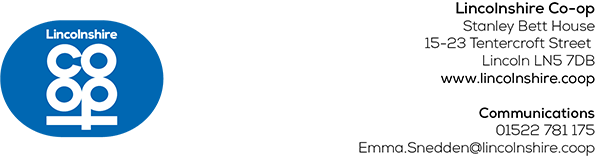 Lincolnshire
co
op
Lincolnshire Co-op
Stanley Bett House
15-23 Tentercroft Street
Lincoln LN5 7DB
www.lincolnshire.coop
Communications
01522 781 175
Emma.Snedden@lincolnshire.coop